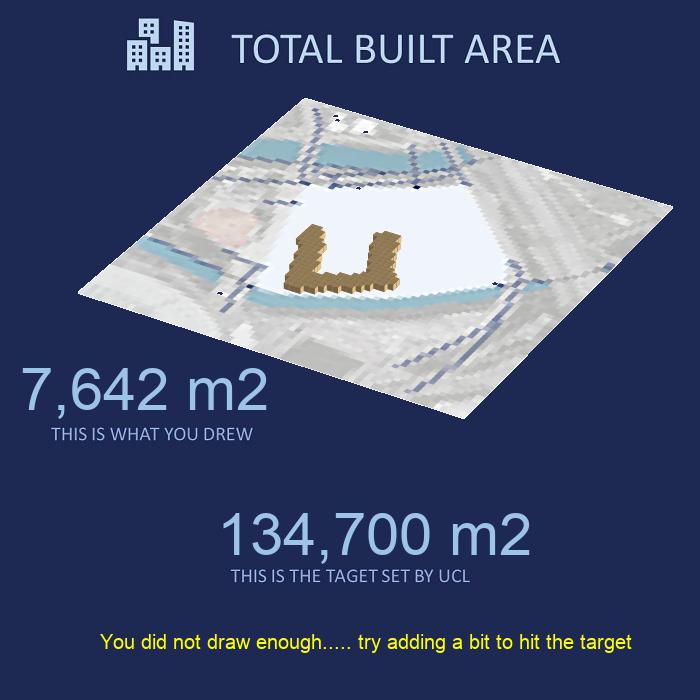 TOTAL BUILT AREA
7,642 m2
THIS IS WHAT YOU DREW
134,700 m2
THIS IS THE TAGET SET BY UCL
You did not draw enough..... try adding a bit to hit the target